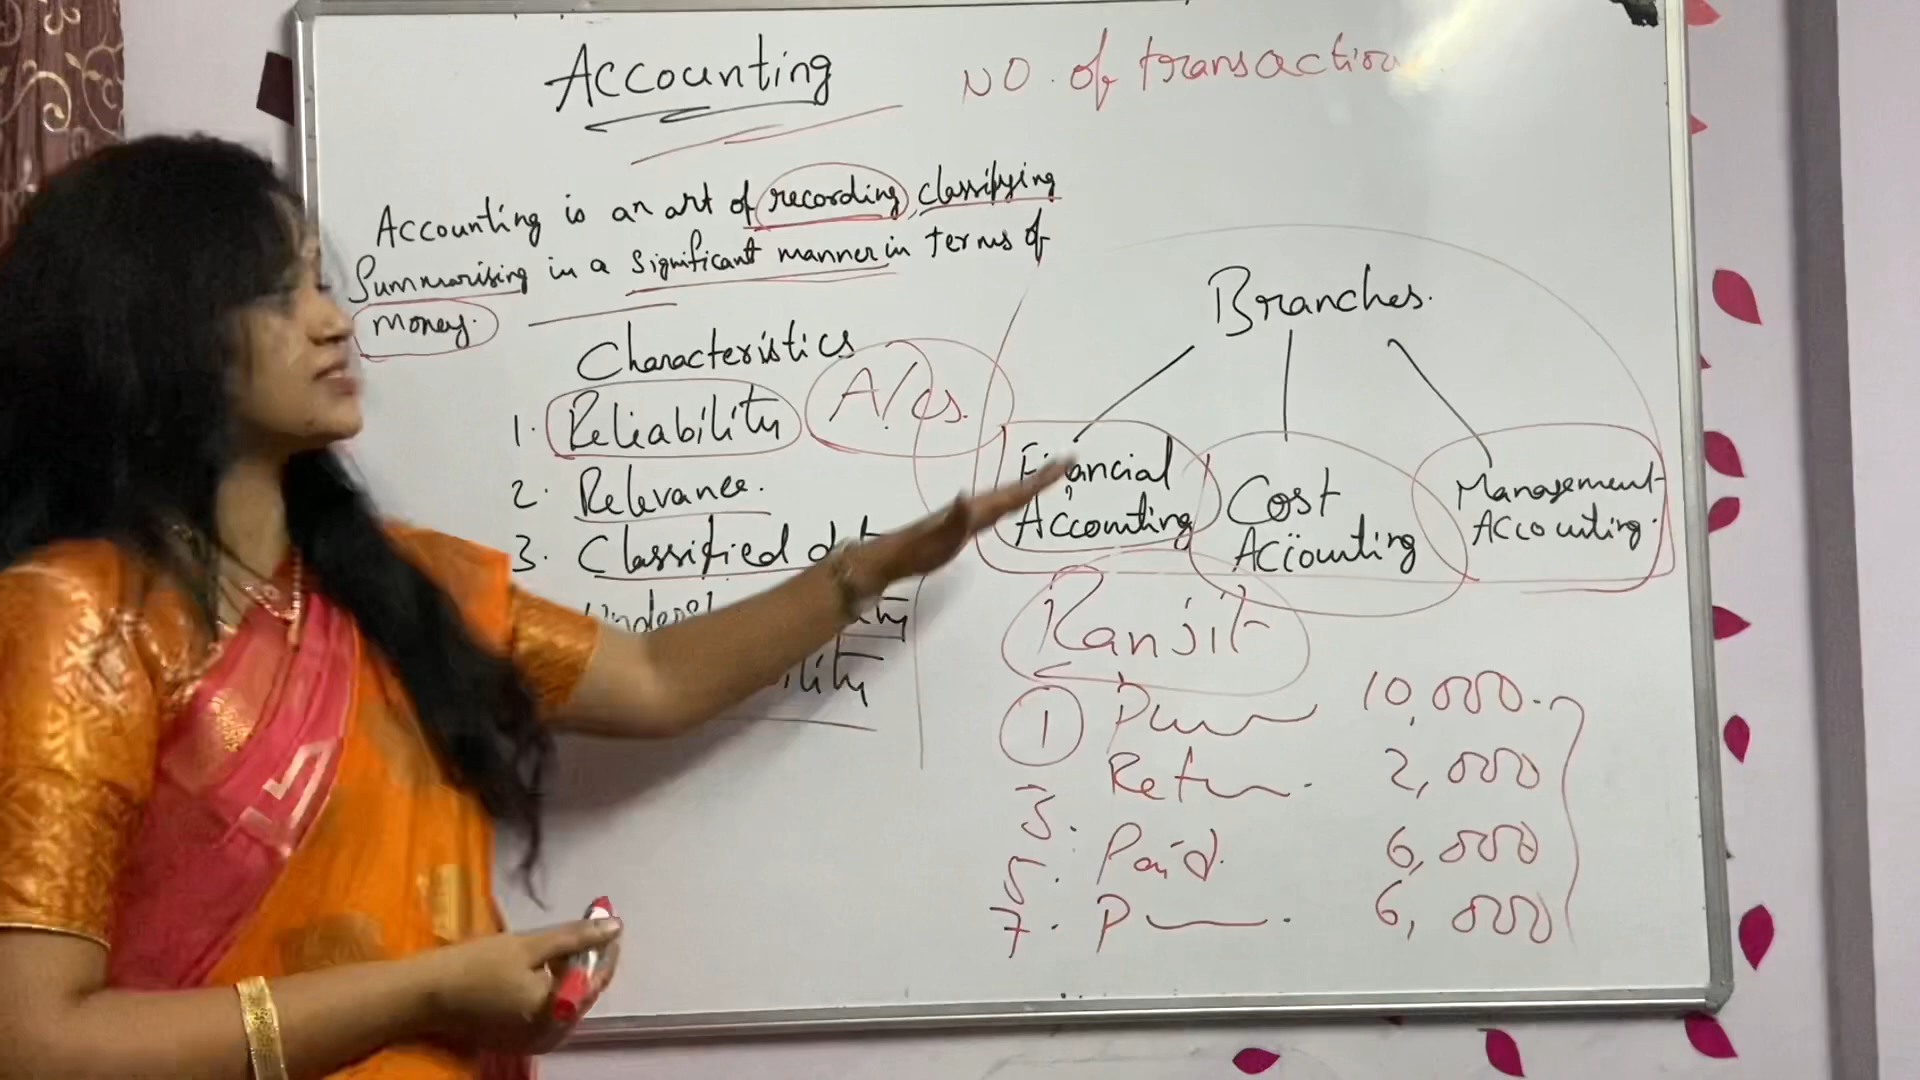 Accounting
NO. of transaction
Accounting is an art of recording, classifying
Summarising in a significant manner in terms of
Money.
Characteristics
1. Reliability
A/cs.
2. Relevance.
3. Classified
Branches.
Financial Accounting
Cost Accounting
Management Accounting.
Ranjit
1 10,000.
2,000
3.
5. Paid. 6,000
7. P 6,000